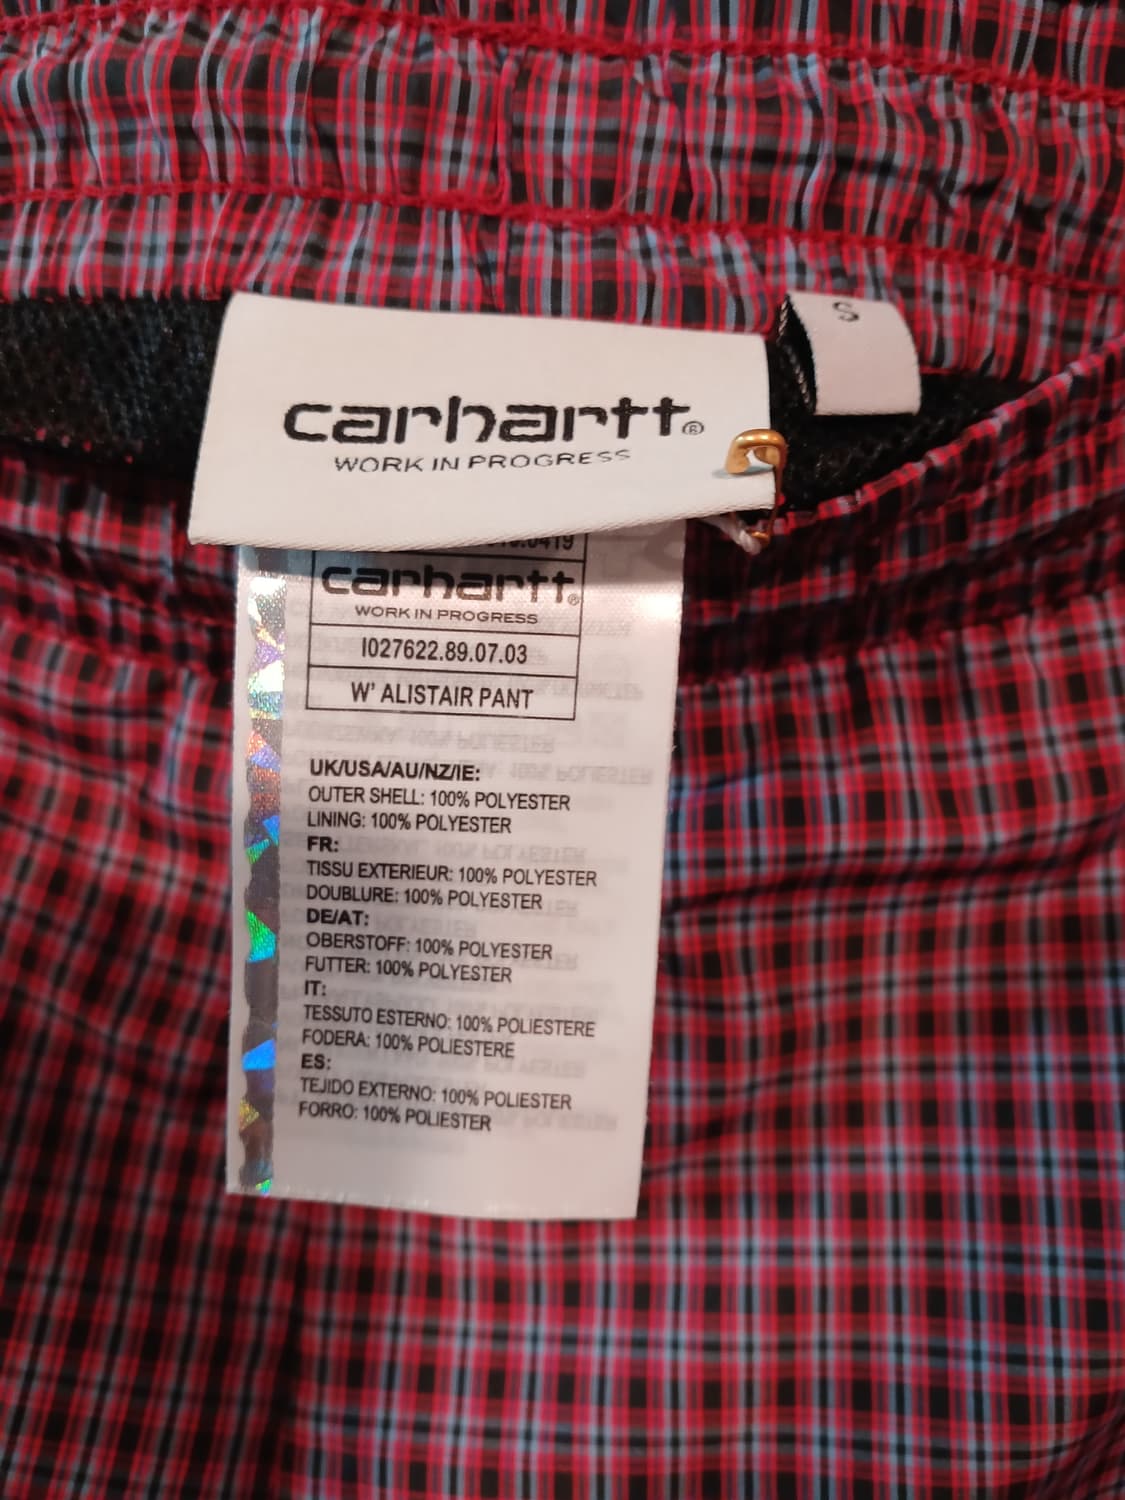 S
carhartt®
WORK IN PROGRESS
carhartt®
WORK IN PROGRESS
I027622.89.07.03
W' ALISTAIR PANT
UK/USA/AU/NZ/IE:
OUTER SHELL: 100% POLYESTER
LINING: 100% POLYESTER
FR:
TISSU EXTERIEUR: 100% POLYESTER
DOUBLURE: 100% POLYESTER
DE/AT:
OBERSTOFF: 100% POLYESTER
FUTTER: 100% POLYESTER
IT:
TESSUTO ESTERNO: 100% POLIESTERE
FODERA: 100% POLIESTERE
ES:
TEJIDO EXTERNO: 100% POLIESTER
FORRO: 100% POLIESTER